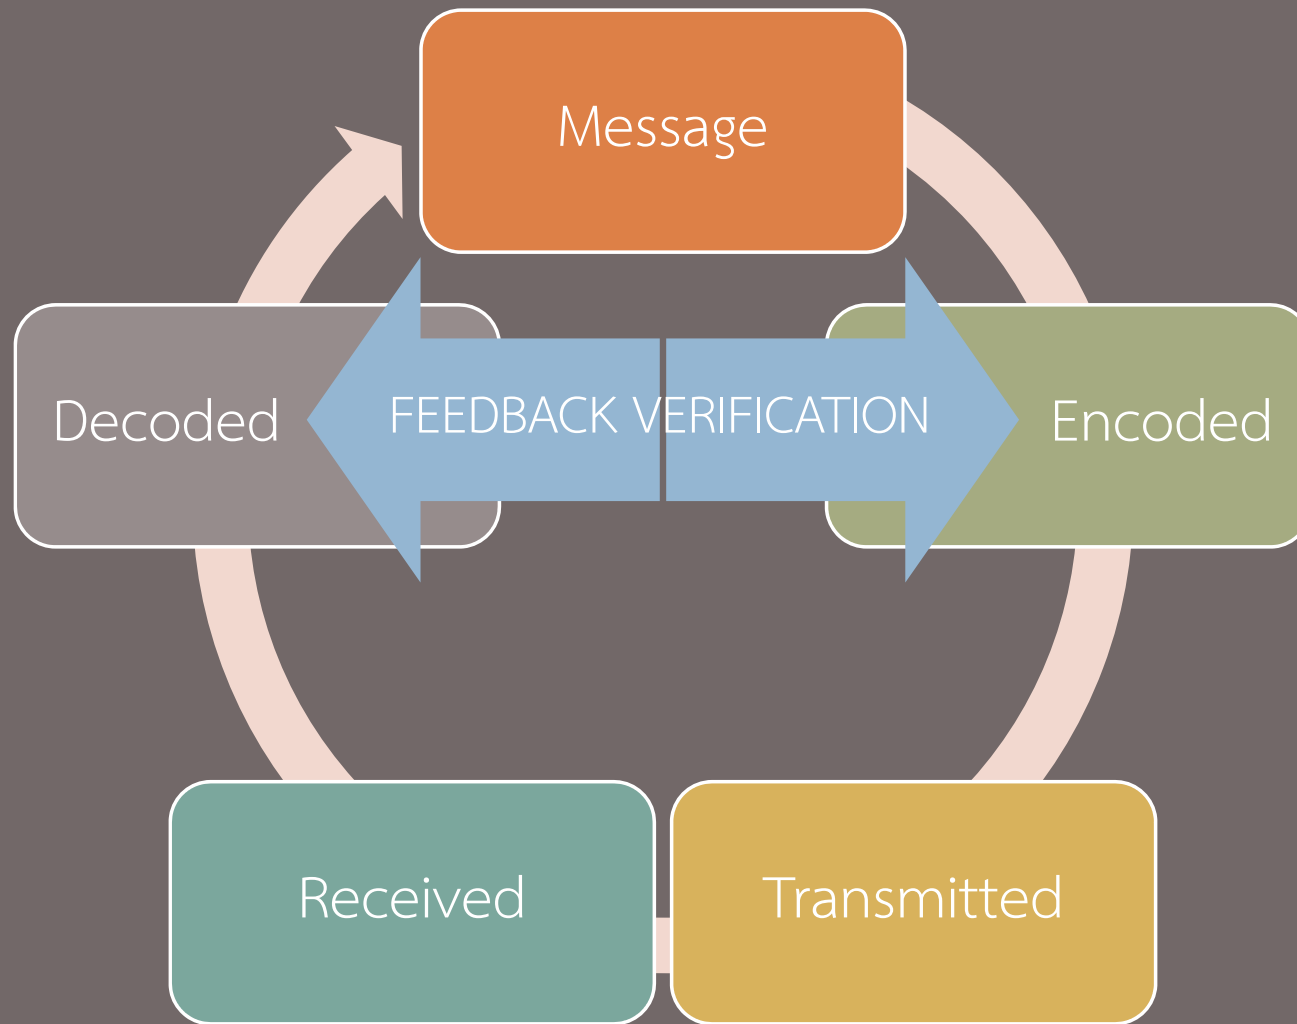 Message
Decoded
FEEDBACK VERIFICATION
Encoded
Received
Transmitted